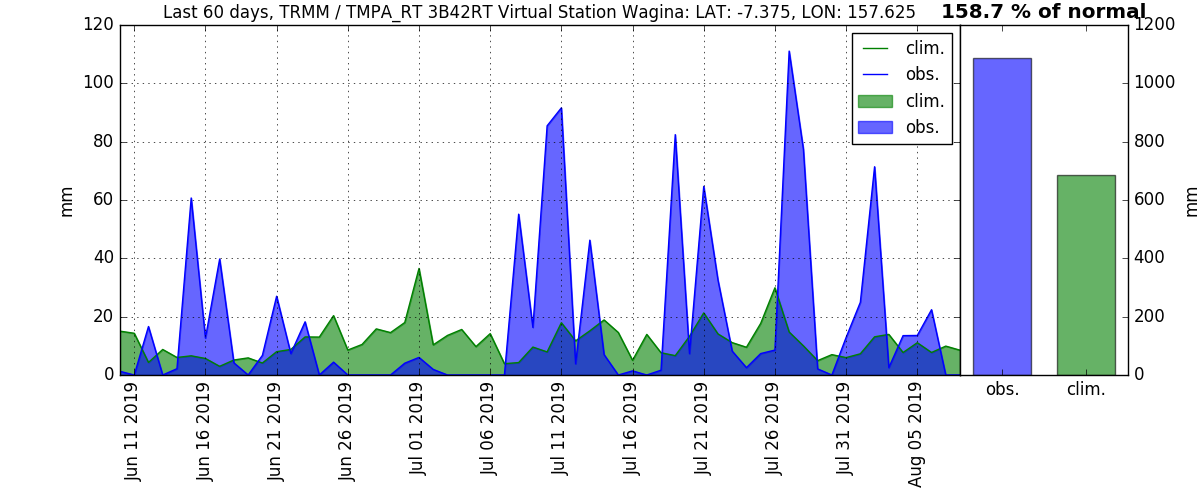 Last 60 days, TRMM / TMPA_RT 3B42RT Virtual Station Wagina: LAT: -7.375, LON: 157.625
158.7 % of normal
120
100
80
60
40
20
0
mm
clim.
obs.
clim.
obs.
1200
1000
800
600
400
200
0
mm
Jun 11 2019
Jun 16 2019
Jun 21 2019
Jun 26 2019
Jul 01 2019
Jul 06 2019
Jul 11 2019
Jul 16 2019
Jul 21 2019
Jul 26 2019
Jul 31 2019
Aug 05 2019
obs.
clim.